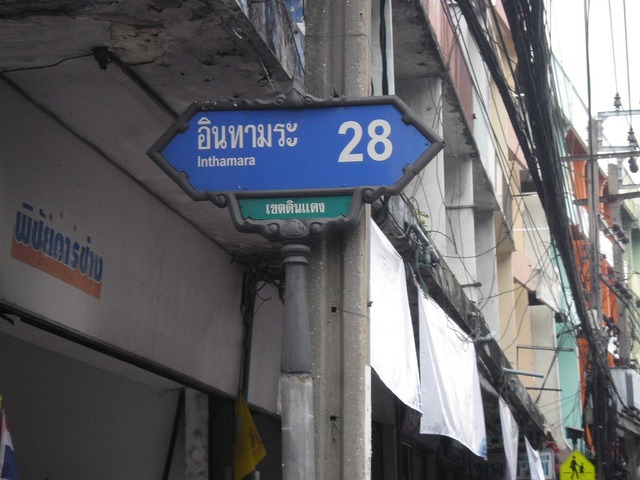 อินทามระ 28
Inthamara
เขตดินแดง
พิชัยการช่าง